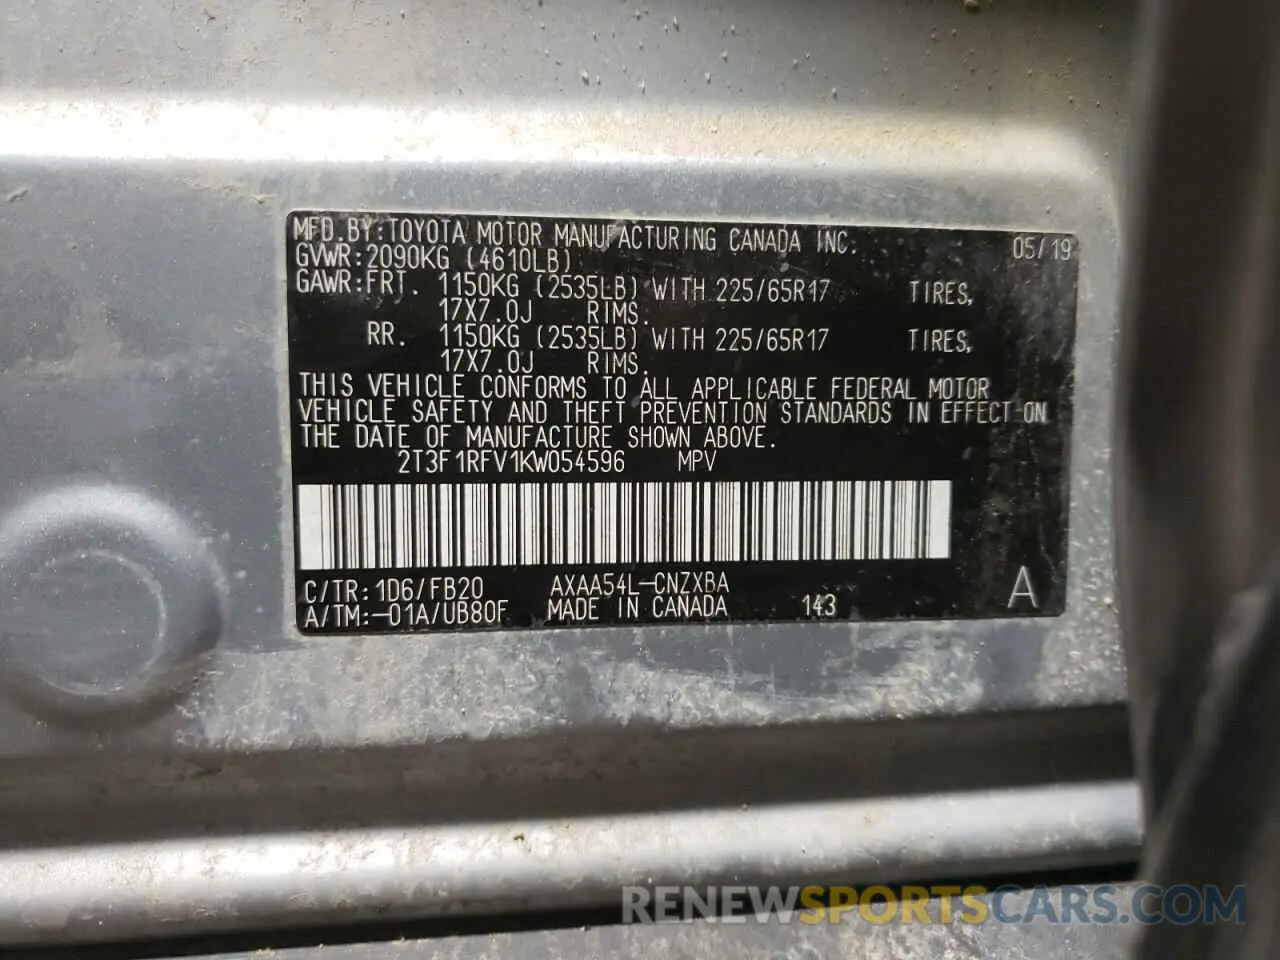 MFD.BY:TOYOTA MOTOR MANUFACTURING CANADA INC. 05/19
GVWR:2090KG (4610LB)
GAWR:FRT. 1150KG (2535LB) WITH 225/65R17 TIRES,
17X7.0J RIMS.
RR. 1150KG (2535LB) WITH 225/65R17 TIRES,
17X7.0J RIMS.
THIS VEHICLE CONFORMS TO ALL APPLICABLE FEDERAL MOTOR
VEHICLE SAFETY AND THEFT PREVENTION STANDARDS IN EFFECT ON
THE DATE OF MANUFACTURE SHOWN ABOVE.
2T3F1RFV1KW054596 MPV
C/TR:1D6/FB20 AXAA54L-CNZXBA
A/TM:-01A/UB80F MADE IN CANADA 143 A
RENEWSPORTSCARS.COM